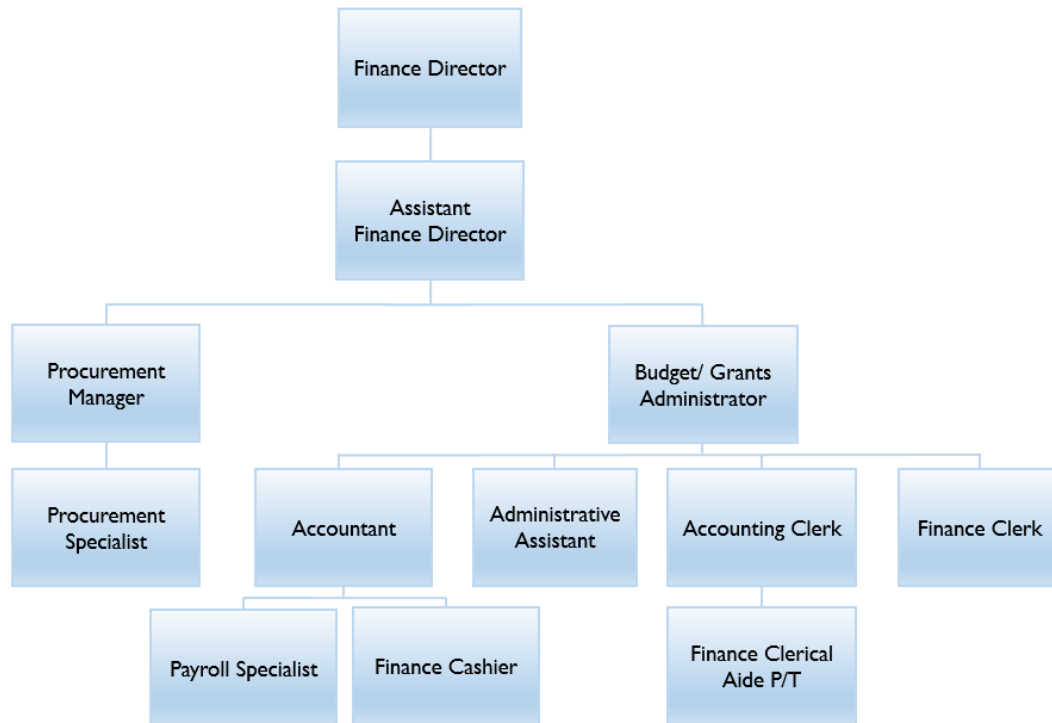 Finance Director
Assistant
Finance Director
Procurement
Manager
Budget/ Grants
Administrator
Procurement
Specialist
Accountant
Administrative
Assistant
Accounting Clerk
Finance Clerk
Payroll Specialist
Finance Cashier
Finance Clerical
Aide P/T